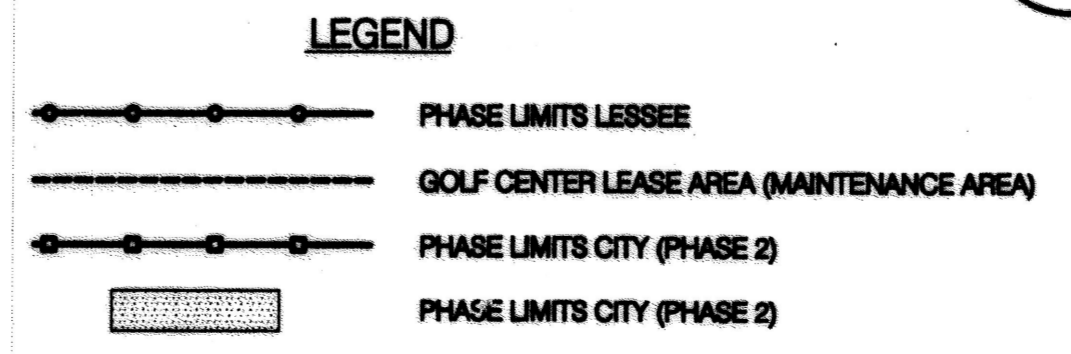 LEGEND
PHASE LIMITS LESSEE
GOLF CENTER LEASE AREA (MAINTENANCE AREA)
PHASE LIMITS CITY (PHASE 2)
PHASE LIMITS CITY (PHASE 2)